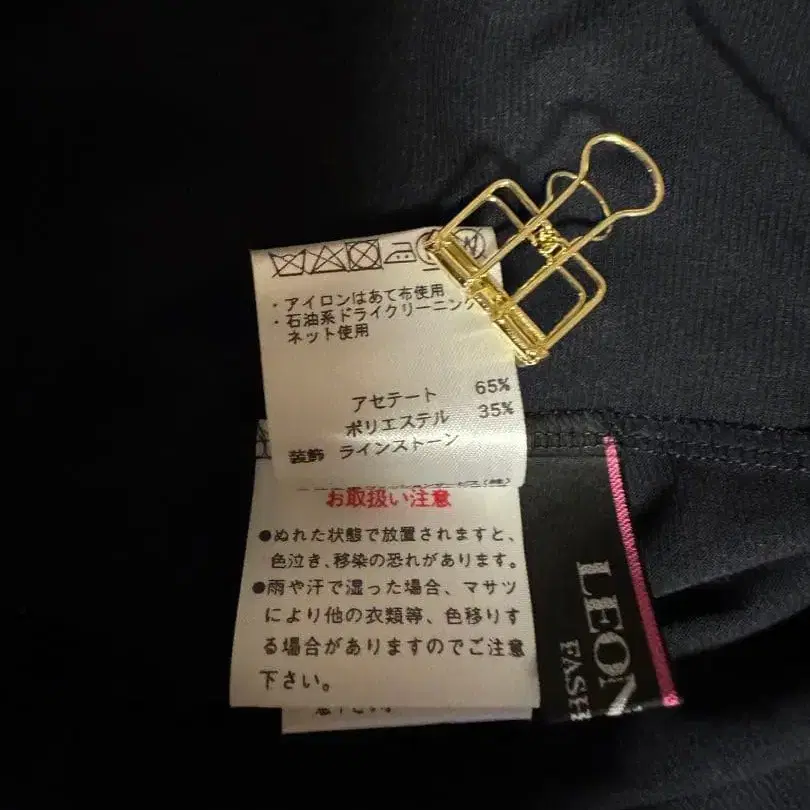 ・アイロンはあて布使用
・石油系ドライクリーニング
ネット使用
アセテート 65%
ポリエステル 35%
装飾 ラインストーン
お取扱い注意
●ぬれた状態で放置されますと、
色泣き、移染の恐れがあります。
●雨や汗で湿った場合、マサツ
により他の衣類等、色移りす
る場合がありますのでご注意
下さい。
LEON
FASH